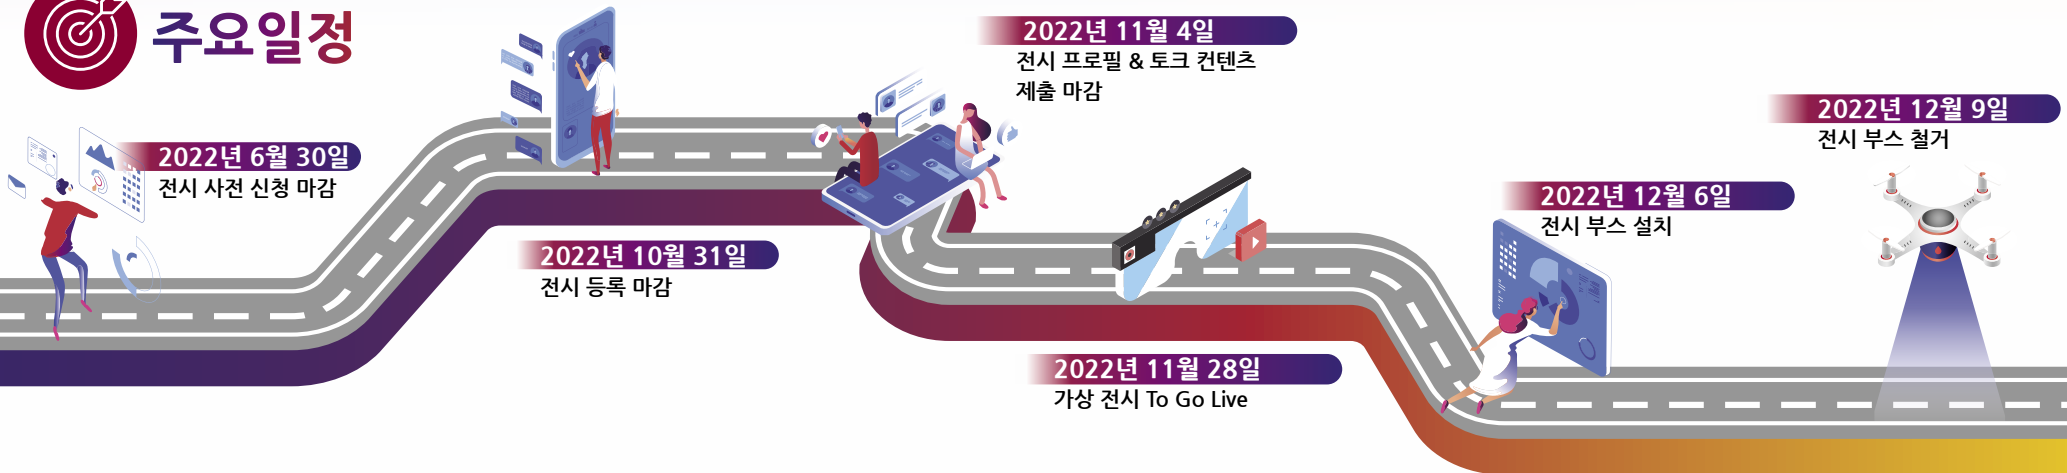 주요일정
2022년 6월 30일
전시 사전 신청 마감
2022년 10월 31일
전시 등록 마감
2022년 11월 4일
전시 프로필 & 토크 컨텐츠
제출 마감
2022년 11월 28일
가상 전시 To Go Live
2022년 12월 6일
전시 부스 설치
2022년 12월 9일
전시 부스 철거